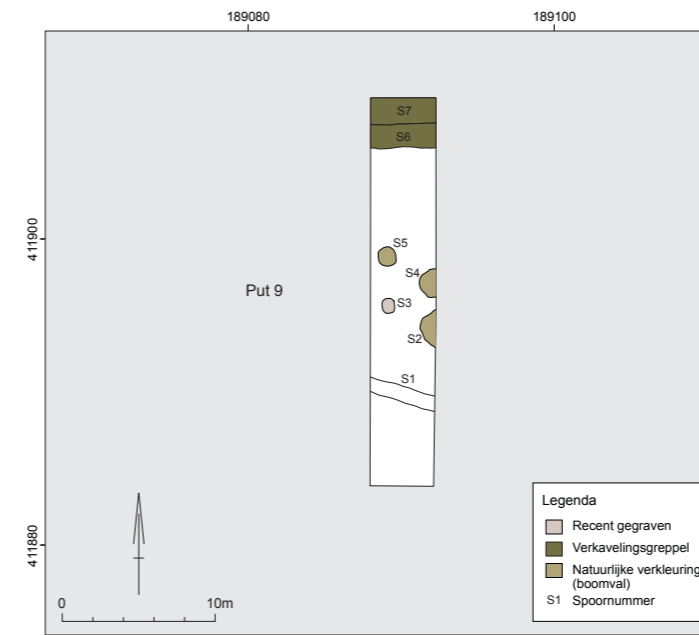 189080 189100
S7
S6
411900
S5
S4
Put 9
S3
S2
S1
411880
0 10m
Legenda
Recent gegraven
Verkavelingsgreppel
Natuurlijke verkleuring
(boomval)
S1 Spoornummer